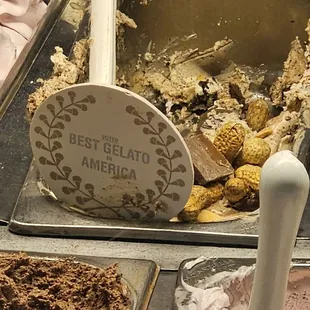 VOTED
BEST GELATO
IN
AMERICA